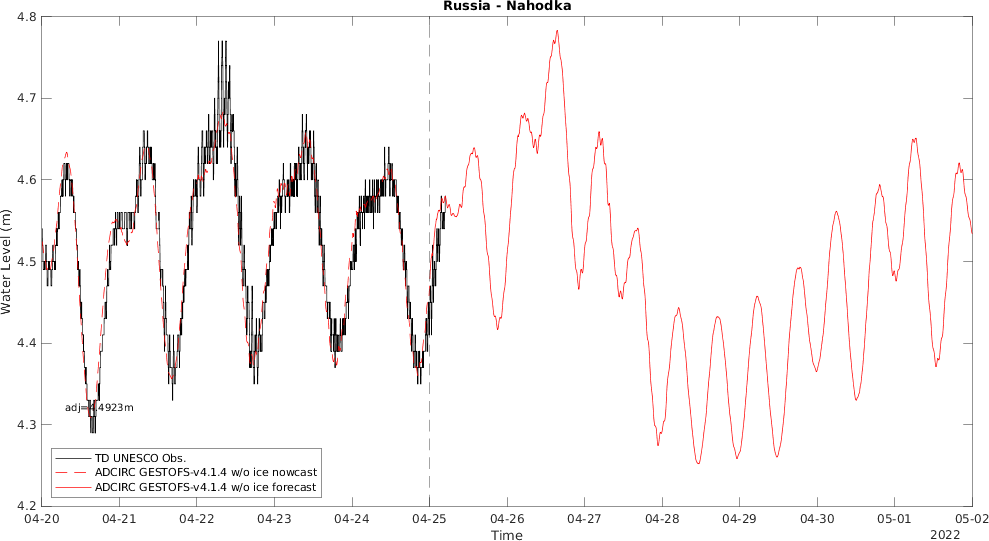 Russia - Nahodka
4.8
4.7
4.6
4.5
4.4
4.3
4.2
Water Level (m)
adj=4.4923m
TD UNESCO Obs.
ADCIRC GESTOFS-v4.1.4 w/o ice nowcast
ADCIRC GESTOFS-v4.1.4 w/o ice forecast
04-20 04-21 04-22 04-23 04-24 04-25 04-26 04-27 04-28 04-29 04-30 05-01 05-02
Time
2022